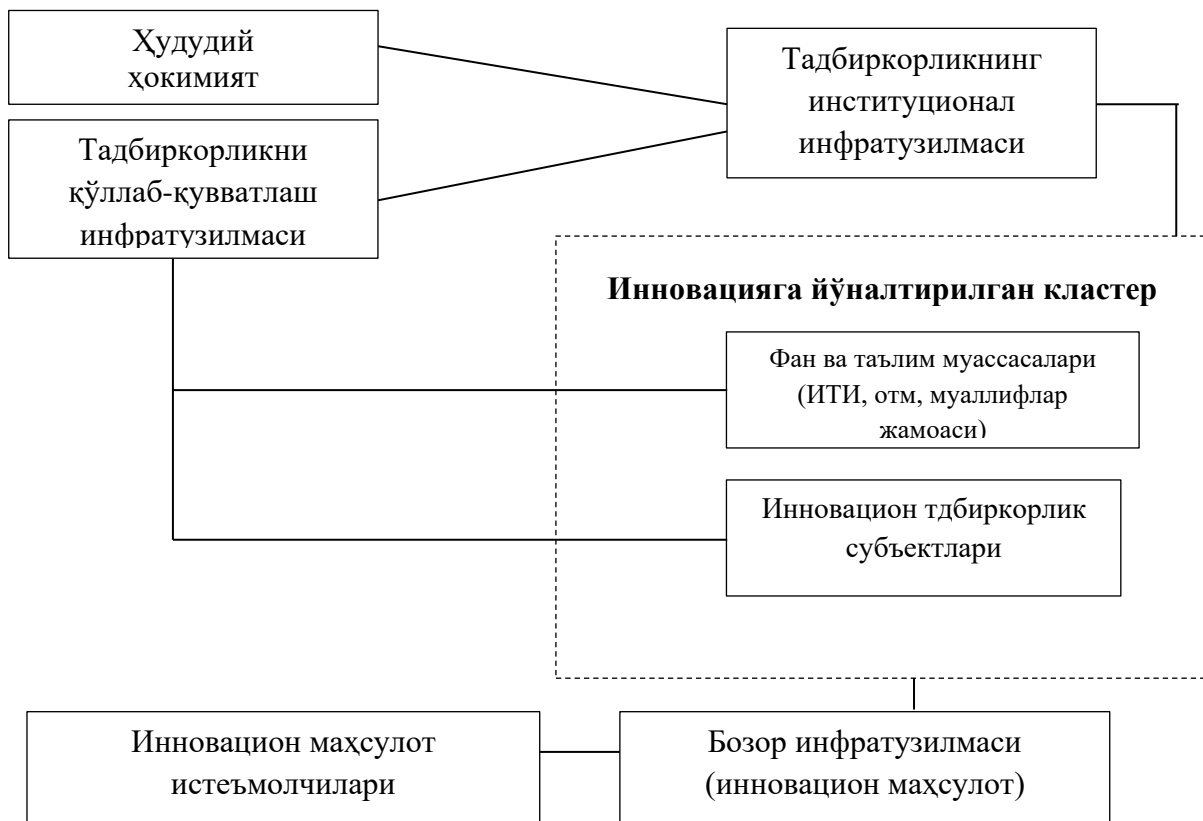 Ҳудудий
ҳокимият
Тадбиркорликнинг
институционал
инфратузилмаси
Тадбиркорликни
қўллаб-қувватлаш
инфратузилмаси
Инновацияга йўналтирилган кластер
Фан ва таълим муассасалари
(ИТИ, отм, муаллифлар
жамоаси)
Инновацион тдбиркорлик
субъектлари
Инновацион маҳсулот
истеъмолчилари
Бозор инфратузилмаси
(инновацион маҳсулот)